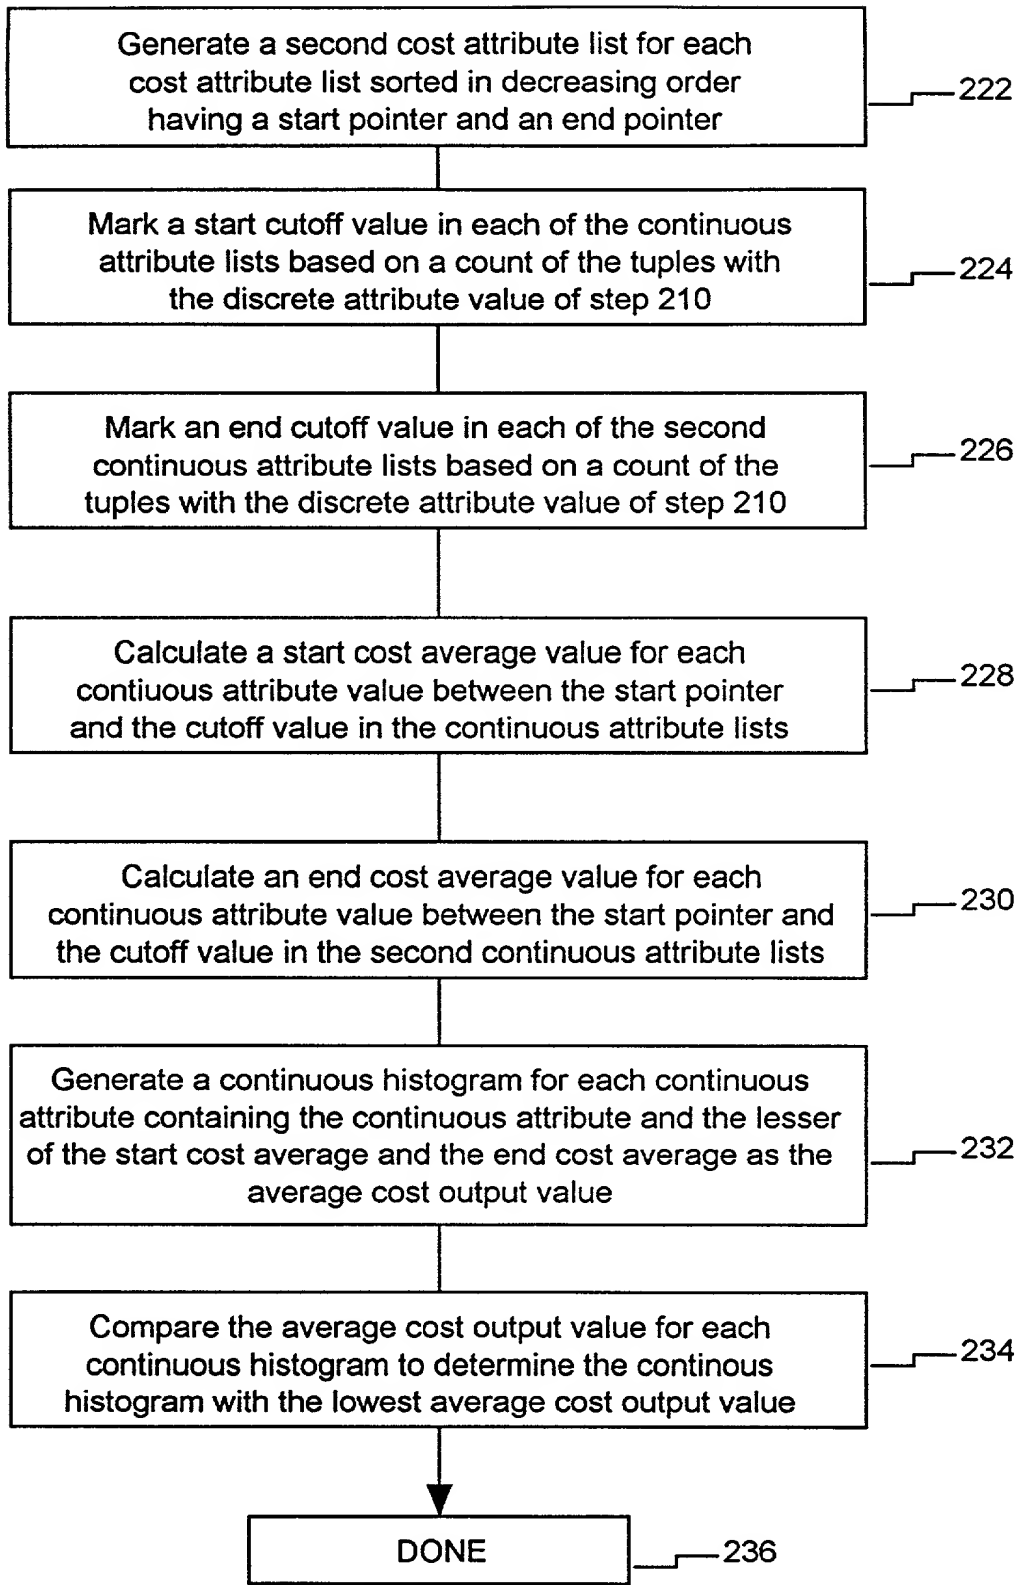 Generate a second cost attribute list for each
cost attribute list sorted in decreasing order
having a start pointer and an end pointer
222
Mark a start cutoff value in each of the continuous
attribute lists based on a count of the tuples with
the discrete attribute value of step 210
224
Mark an end cutoff value in each of the second
continuous attribute lists based on a count of the
tuples with the discrete attribute value of step 210
226
Calculate a start cost average value for each
contiuous attribute value between the start pointer
and the cutoff value in the continuous attribute lists
228
Calculate an end cost average value for each
continuous attribute value between the start pointer and
the cutoff value in the second continuous attribute lists
230
Generate a continuous histogram for each continuous
attribute containing the continuous attribute and the lesser
of the start cost average and the end cost average as the
average cost output value
232
Compare the average cost output value for each
continuous histogram to determine the continous
histogram with the lowest average cost output value
234
DONE
236